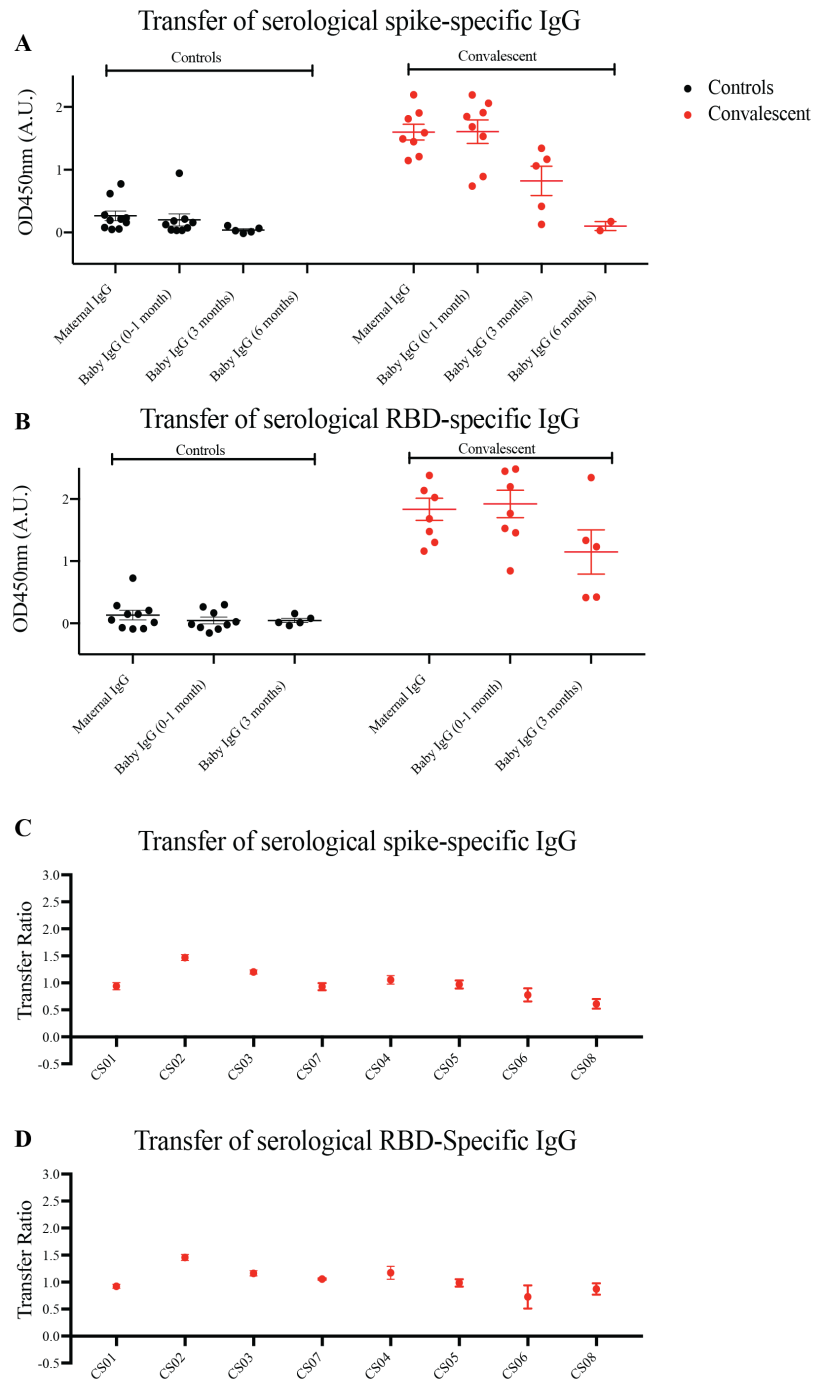 A
Transfer of serological spike-specific IgG
Controls
Convalescent
Controls
Convalescent
OD450nm (A.U.)
2
1
0
Maternal IgG
Baby IgG (0-1 month)
Baby IgG (3 months)
Baby IgG (6 months)
Maternal IgG
Baby IgG (0-1 month)
Baby IgG (3 months)
Baby IgG (6 months)
B
Transfer of serological RBD-specific IgG
Controls
Convalescent
OD450nm (A.U.)
2
1
0
Maternal IgG
Baby IgG (0-1 month)
Baby IgG (3 months)
Maternal IgG
Baby IgG (0-1 month)
Baby IgG (3 months)
C
Transfer of serological spike-specific IgG
Transfer Ratio
3.0
2.5
2.0
1.5
1.0
0.5
0.0
-0.5
CS01
CS02
CS03
CS07
CS04
CS05
CS06
CS08
D
Transfer of serological RBD-Specific IgG
Transfer Ratio
3.0
2.5
2.0
1.5
1.0
0.5
0.0
-0.5
CS01
CS02
CS03
CS07
CS04
CS05
CS06
CS08